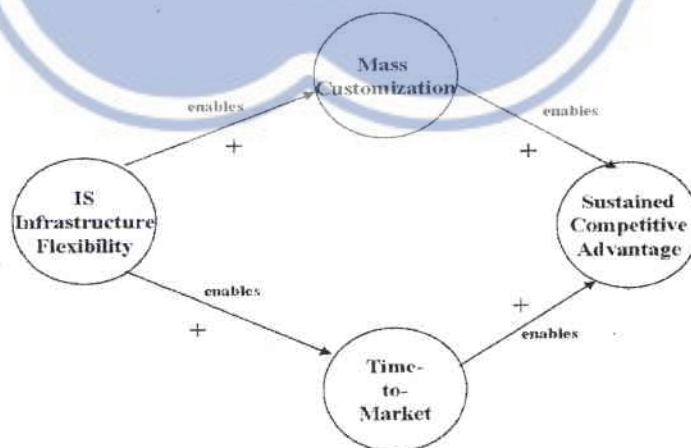 Mass
Customization
enables
enables
+
+
IS
Infrastructure
Flexibility
Sustained
Competitive
Advantage
enables
+
+
enables
Time-
to-
Market